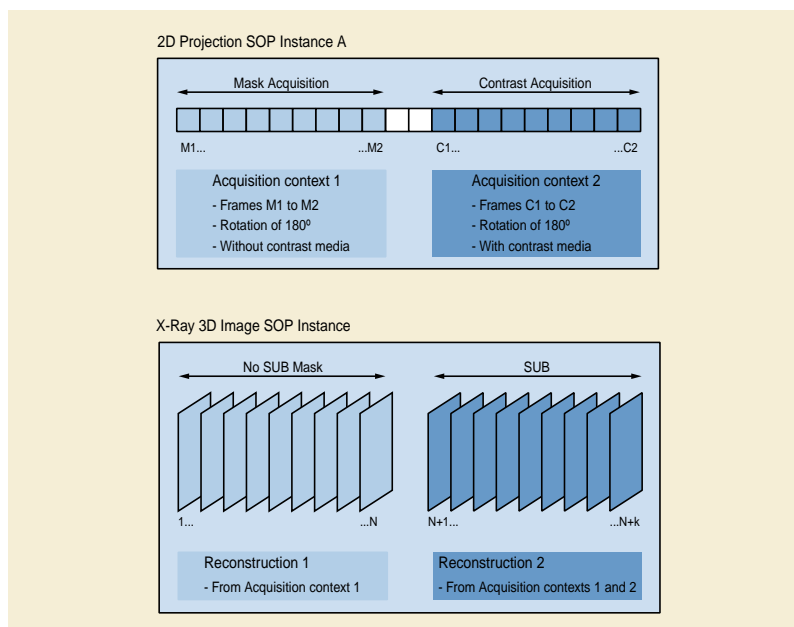 2D Projection SOP Instance A
Mask Acquisition
Contrast Acquisition
M1...
...M2
C1...
...C2
Acquisition context 1
- Frames M1 to M2
- Rotation of 180º
- Without contrast media
Acquisition context 2
- Frames C1 to C2
- Rotation of 180º
- With contrast media
X-Ray 3D Image SOP Instance
No SUB Mask
SUB
1...
...N
N+1...
...N+k
Reconstruction 1
- From Acquisition context 1
Reconstruction 2
- From Acquisition contexts 1 and 2